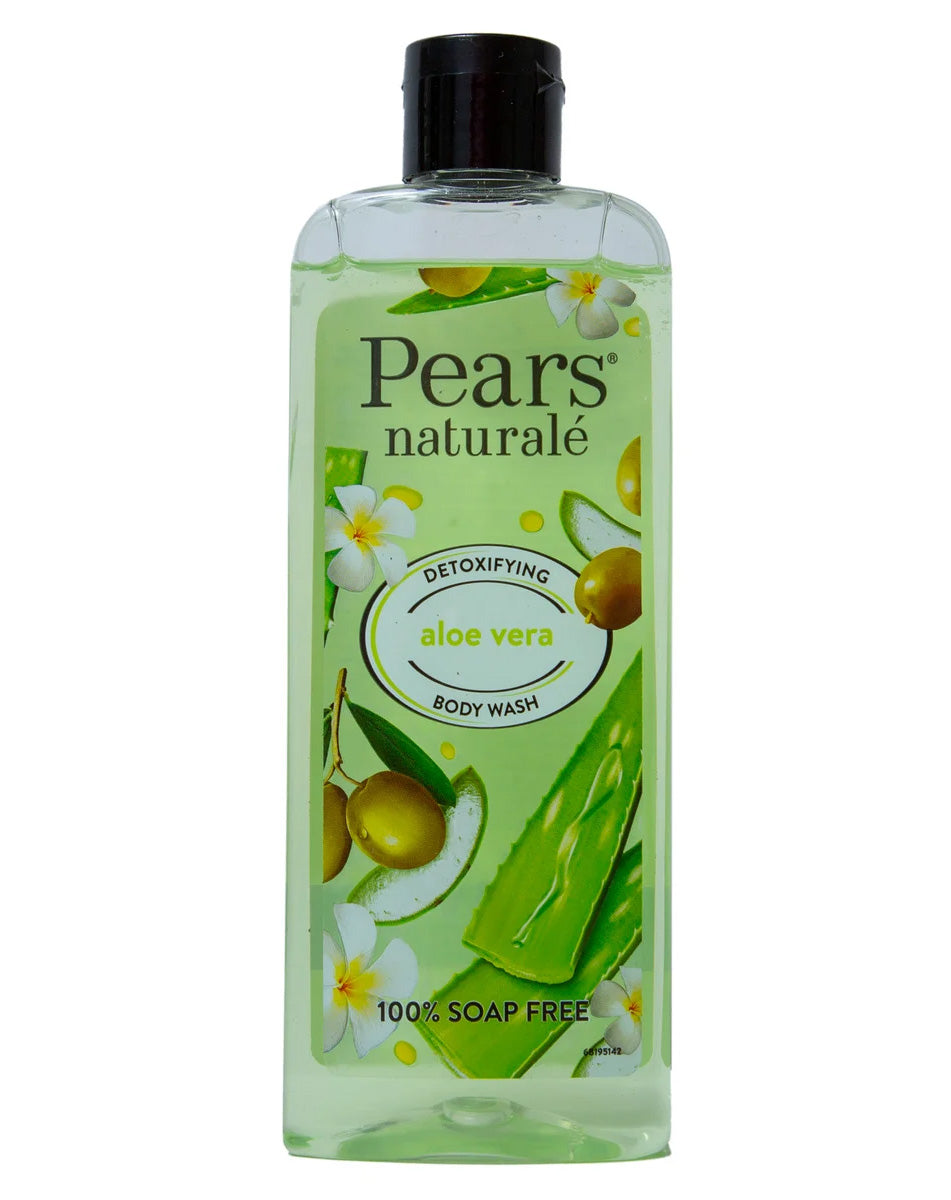 Pears®
naturalé
DETOXIFYING
aloe vera
BODY WASH
100% SOAP FREE
68195142